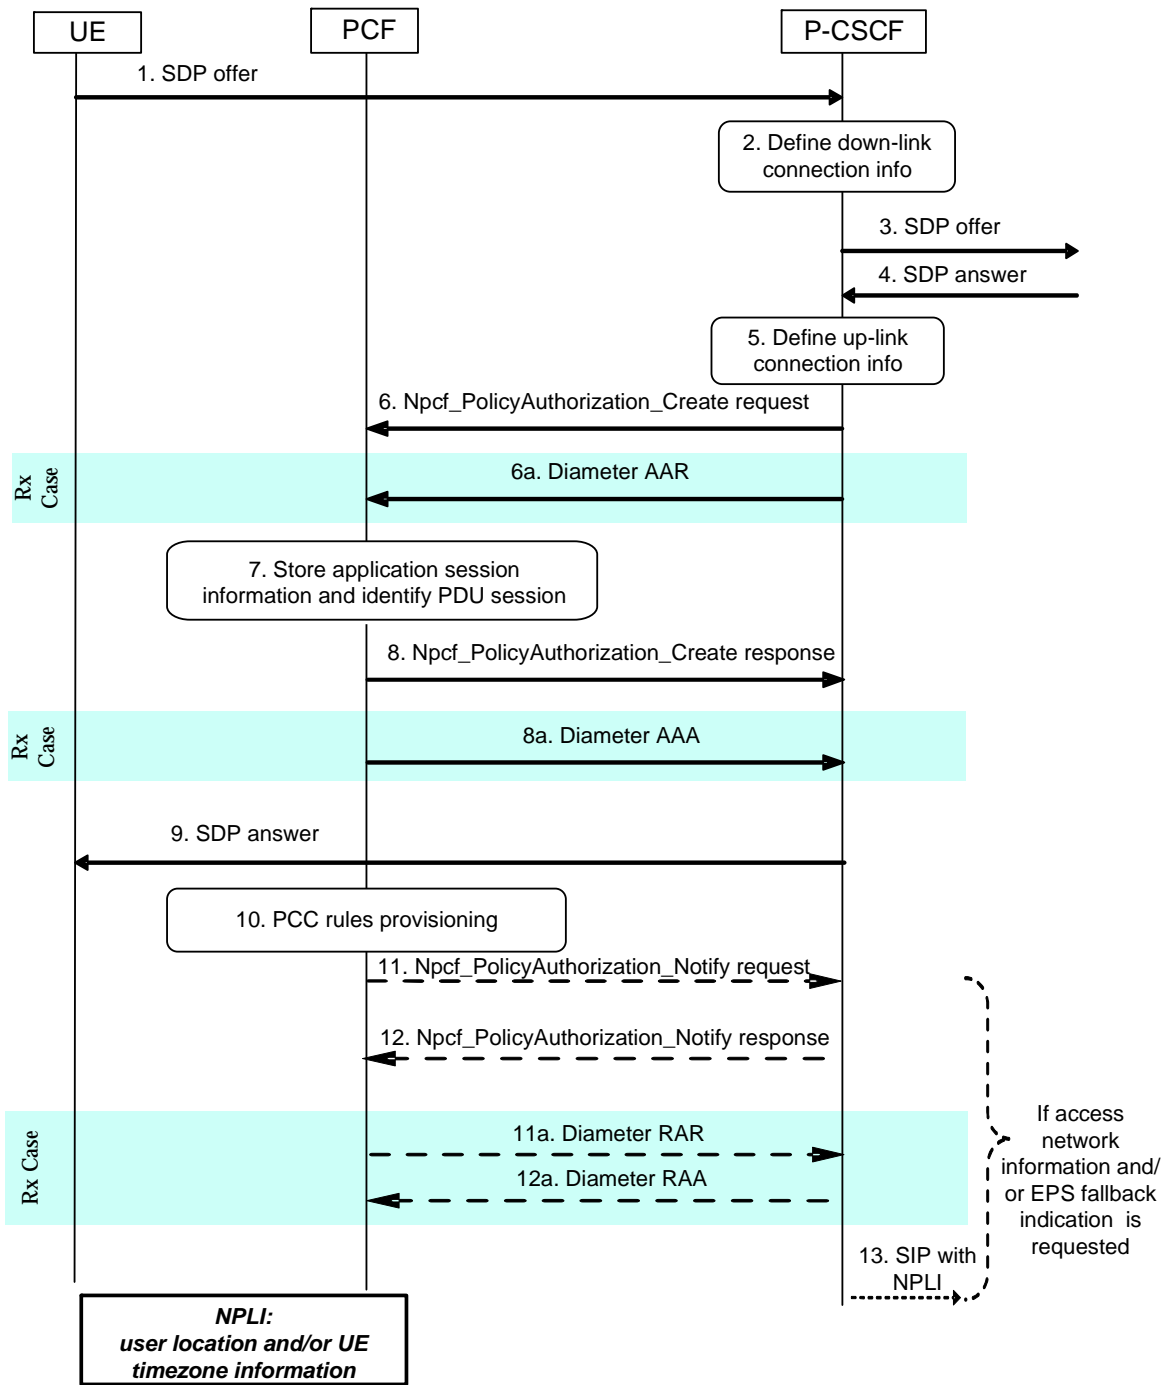 UE
PCF
P-CSCF
1. SDP offer
2. Define down-link
connection info
3. SDP offer
4. SDP answer
5. Define up-link
connection info
6. Npcf_PolicyAuthorization_Create request
Rx
Case
6a. Diameter AAR
7. Store application session
information and identify PDU session
8. Npcf_PolicyAuthorization_Create response
Rx
Case
8a. Diameter AAA
9. SDP answer
10. PCC rules provisioning
11. Npcf_PolicyAuthorization_Notify request
12. Npcf_PolicyAuthorization_Notify response
Rx Case
11a. Diameter RAR
12a. Diameter RAA
If access
network
information and/
or EPS fallback
indication is
requested
13. SIP with
NPLI
NPLI:
user location and/or UE
timezone information